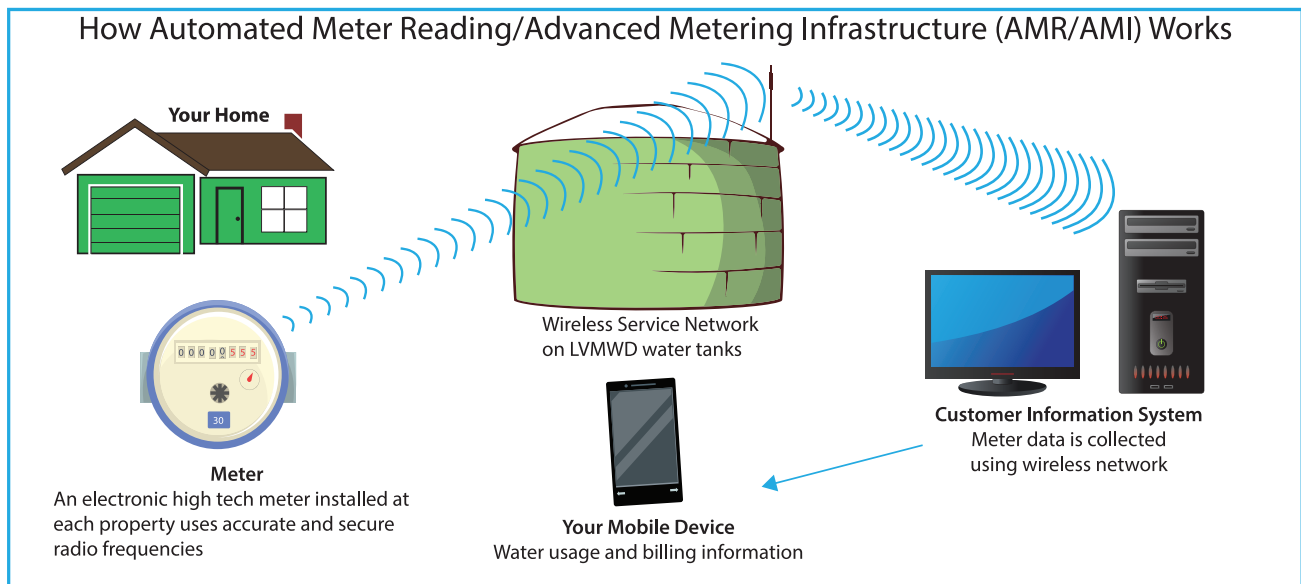 How Automated Meter Reading/Advanced Metering Infrastructure (AMR/AMI) Works
Your Home
Wireless Service Network
on LVMWD water tanks
00000555
30
Meter
An electronic high tech meter installed at
each property uses accurate and secure
radio frequencies
Your Mobile Device
Water usage and billing information
Customer Information System
Meter data is collected
using wireless network